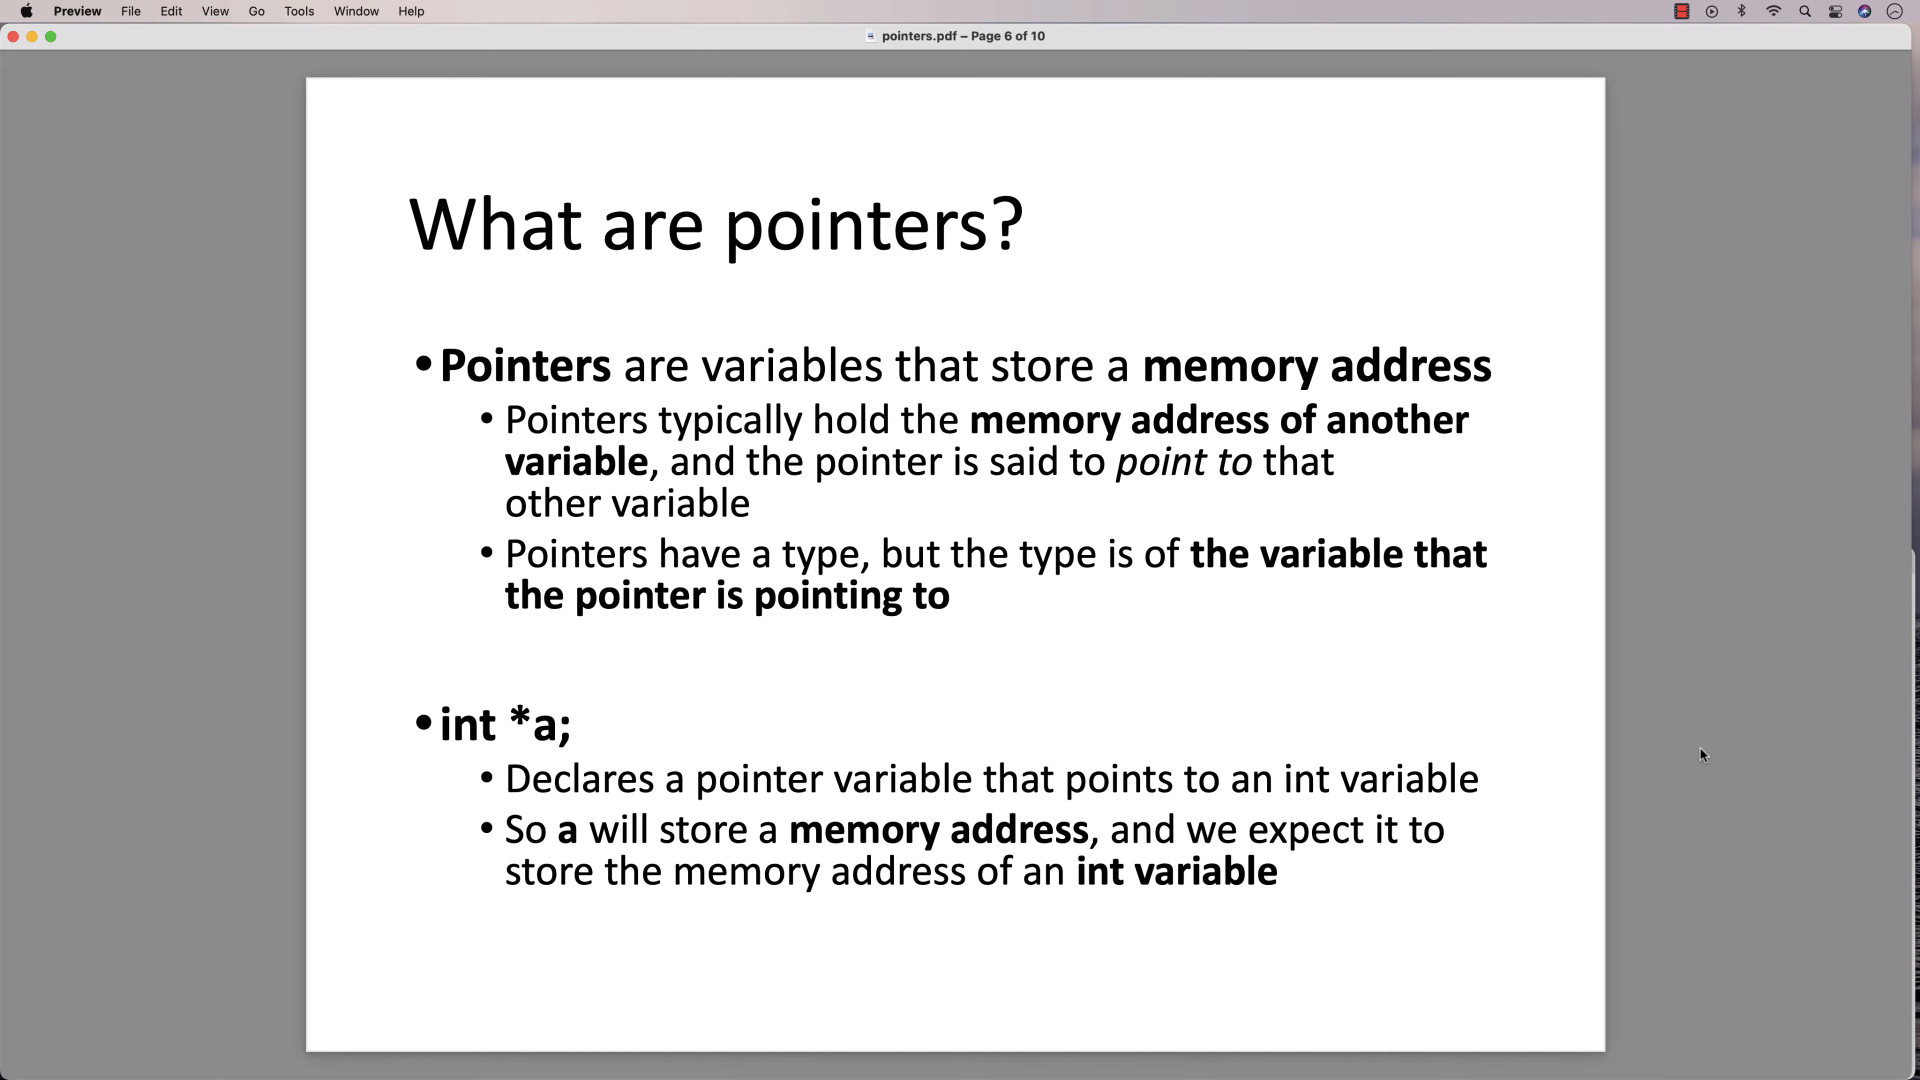 Preview File Edit View Go Tools Window Help
pointers.pdf – Page 6 of 10
What are pointers?
• Pointers are variables that store a memory address
• Pointers typically hold the memory address of another
variable, and the pointer is said to point to that
other variable
• Pointers have a type, but the type is of the variable that
the pointer is pointing to
• int *a;
• Declares a pointer variable that points to an int variable
• So a will store a memory address, and we expect it to
store the memory address of an int variable